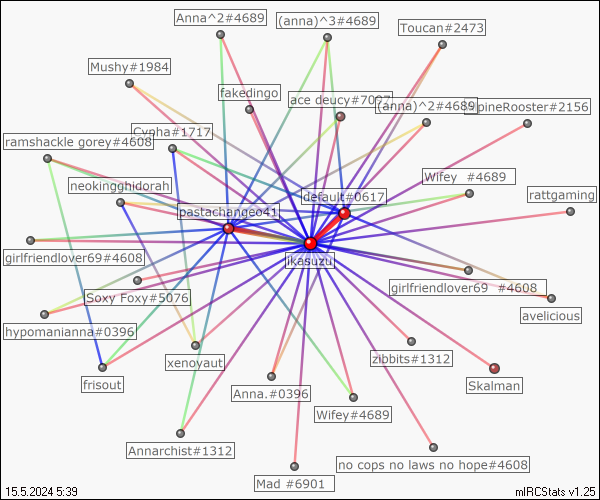 Anna^2#4689
(anna)^3#4689
Toucan#2473
Mushy#1984
fakedingo
ace deucy#7097
(anna)^2#4689
pineRooster#2156
ramshackle gorey#4608
Cypha#1717
neokingghidorah
Wifey #4689
default#0617
rattgaming
pastachangeo41
ikasuzu
girlfriendlover69#4608
Soxy Foxy#5076
girlfriendlover69 #4608
avelicious
hypomanianna#0396
xenoyaut
zibbits#1312
frisout
Anna.#0396
Skalman
Wifey#4689
Annarchist#1312
no cops no laws no hope#4608
Mad #6901
15.5.2024 5:39
mIRCStats v1.25